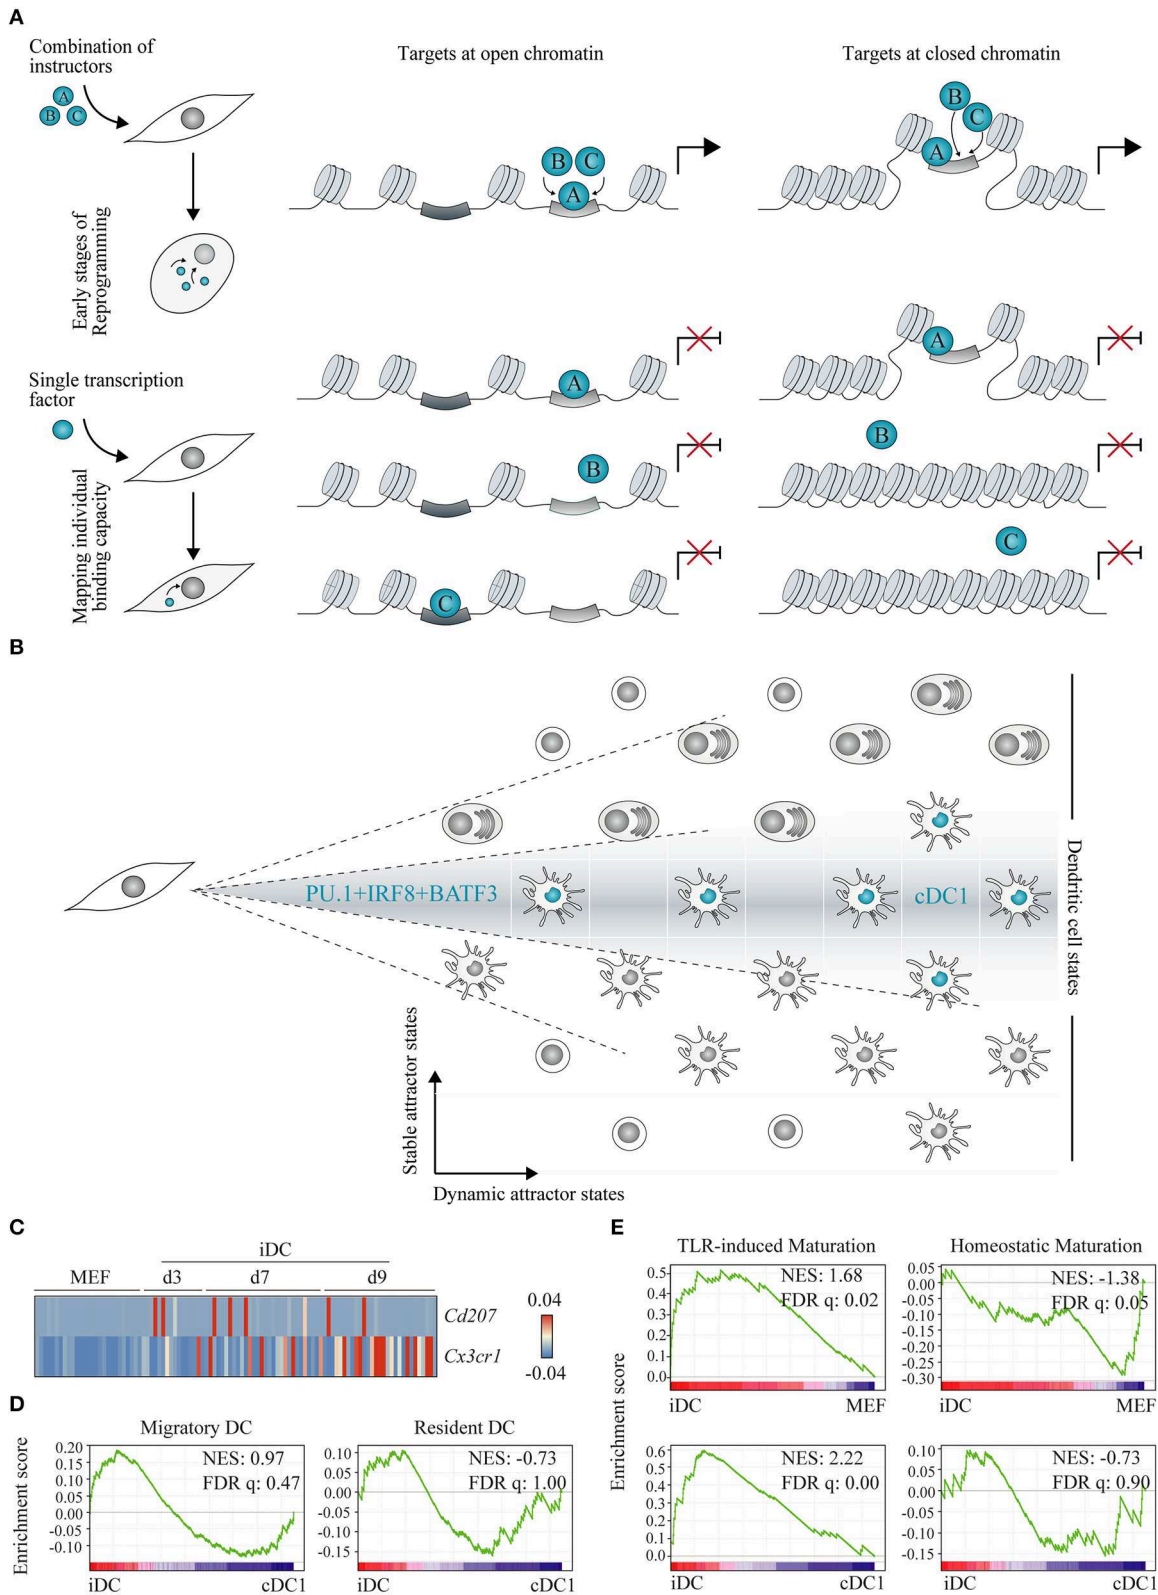 A
Combination of
instructors
Targets at open chromatin
Targets at closed chromatin
A
B
C
B
C
A
B
C
A
Early stages of
Reprogramming
A
A
Single transcription
factor
B
B
Mapping individual
binding capacity
C
C
B
PU.1+IRF8+BATF3
cDC1
Dendritic cell states
Stable attractor states
Dynamic attractor states
C
iDC
MEF
d3
d7
d9
Cd207
Cx3cr1
0.04
-0.04
D
Enrichment score
Migratory DC
0.20
0.15
0.10
0.05
0.00
-0.05
-0.10
NES: 0.97
FDR q: 0.47
iDC
cDC1
Resident DC
0.10
0.05
0.00
-0.05
-0.10
-0.15
NES: -0.73
FDR q: 1.00
iDC
cDC1
E
Enrichment score
TLR-induced Maturation
0.5
0.4
0.3
0.2
0.1
0.0
NES: 1.68
FDR q: 0.02
iDC
MEF
Homeostatic Maturation
0.05
0.00
-0.05
-0.10
-0.15
-0.20
-0.25
-0.30
NES: -1.38
FDR q: 0.05
iDC
MEF
0.6
0.5
0.4
0.3
0.2
0.1
0.0
NES: 2.22
FDR q: 0.00
iDC
cDC1
0.10
0.05
0.00
-0.05
-0.10
-0.15
NES: -0.73
FDR q: 0.90
iDC
cDC1